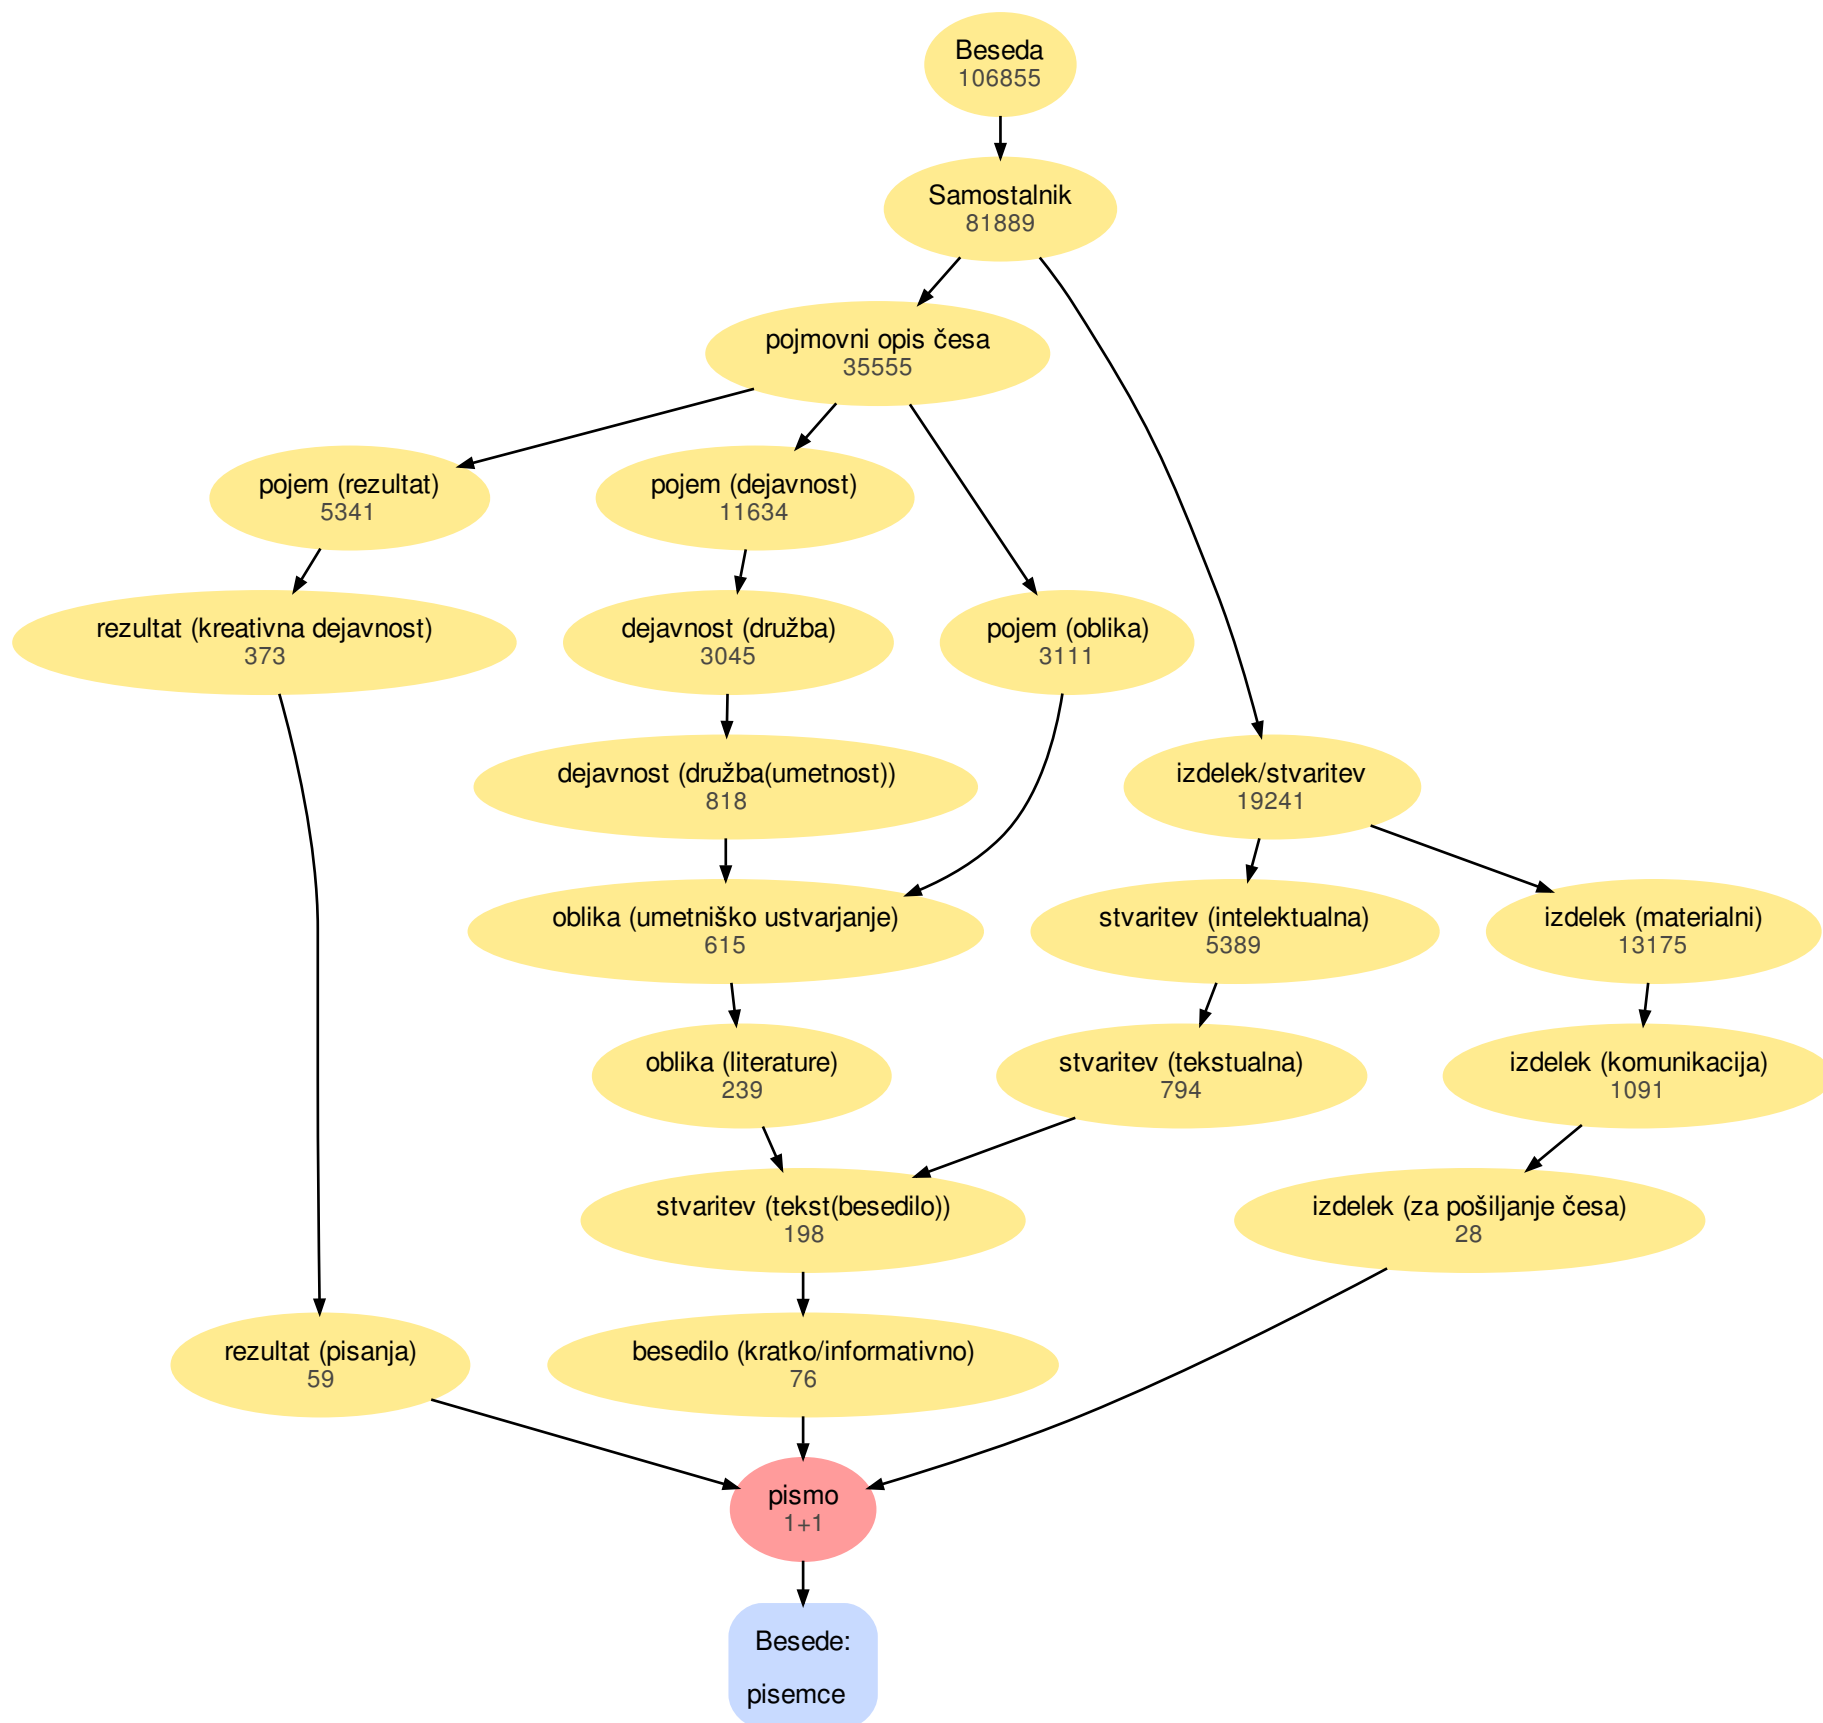 Beseda
106855
Samostalnik
81889
pojmovni opis česa
35555
pojem (rezultat)
5341
pojem (dejavnost)
11634
rezultat (kreativna dejavnost)
373
dejavnost (družba)
3045
pojem (oblika)
3111
dejavnost (družba(umetnost))
818
izdelek/stvaritev
19241
oblika (umetniško ustvarjanje)
615
stvaritev (intelektualna)
5389
izdelek (materialni)
13175
oblika (literature)
239
stvaritev (tekstualna)
794
izdelek (komunikacija)
1091
stvaritev (tekst(besedilo))
198
izdelek (za pošiljanje česa)
28
rezultat (pisanja)
59
besedilo (kratko/informativno)
76
pismo
1+1
Besede:
pisemce